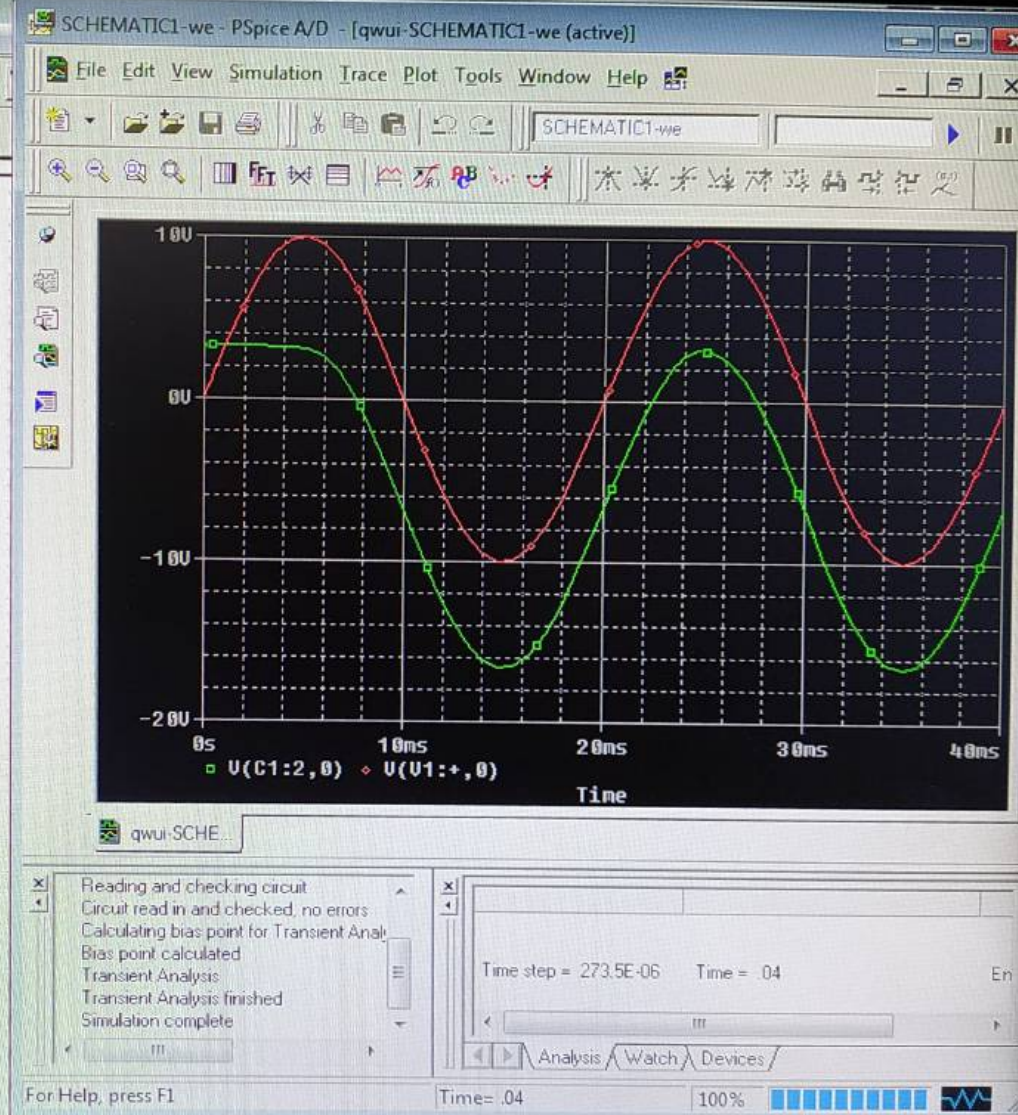 SCHEMATIC1-we - PSpice A/D - [qwui-SCHEMATIC1-we (active)]
File Edit View Simulation Trace Plot Tools Window Help
SCHEMATIC1-we
FFT
10V
0V
-10V
-20V
0s 10ms 20ms 30ms 40ms
V(C1:2,0) V(V1:+,0)
Time
qwui-SCHE...
Reading and checking circuit
Circuit read in and checked, no errors
Calculating bias point for Transient Analy
Bias point calculated
Transient Analysis
Transient Analysis finished
Simulation complete
Time step = 273.5E-06 Time = .04 En
Analysis Watch Devices
For Help, press F1 Time= .04 100%